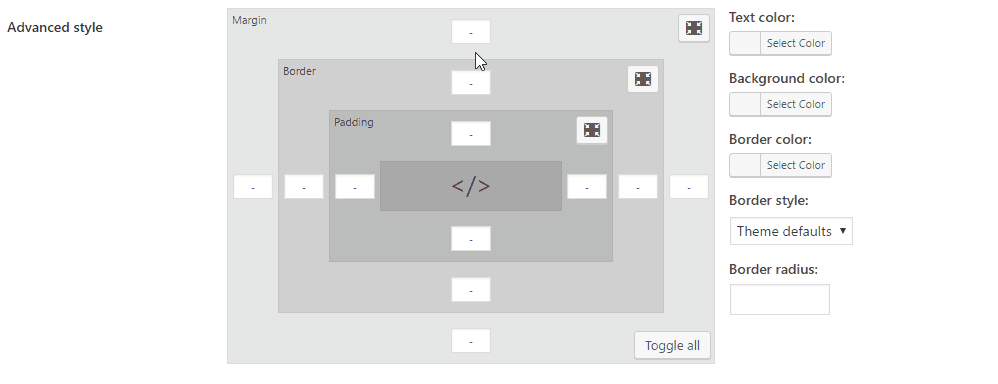 Advanced style
Margin
-
Border
-
Padding
-
- - - </> - - -
-
-
-
Toggle all
Text color:
Select Color
Background color:
Select Color
Border color:
Select Color
Border style:
Theme defaults
Border radius: